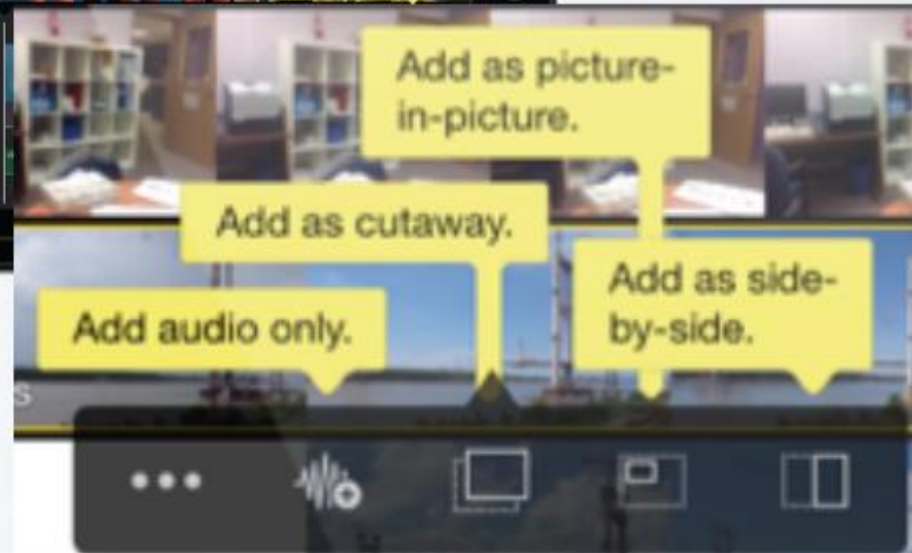 Add as picture-
in-picture.
Add as cutaway.
Add as side-
by-side.
Add audio only.
s